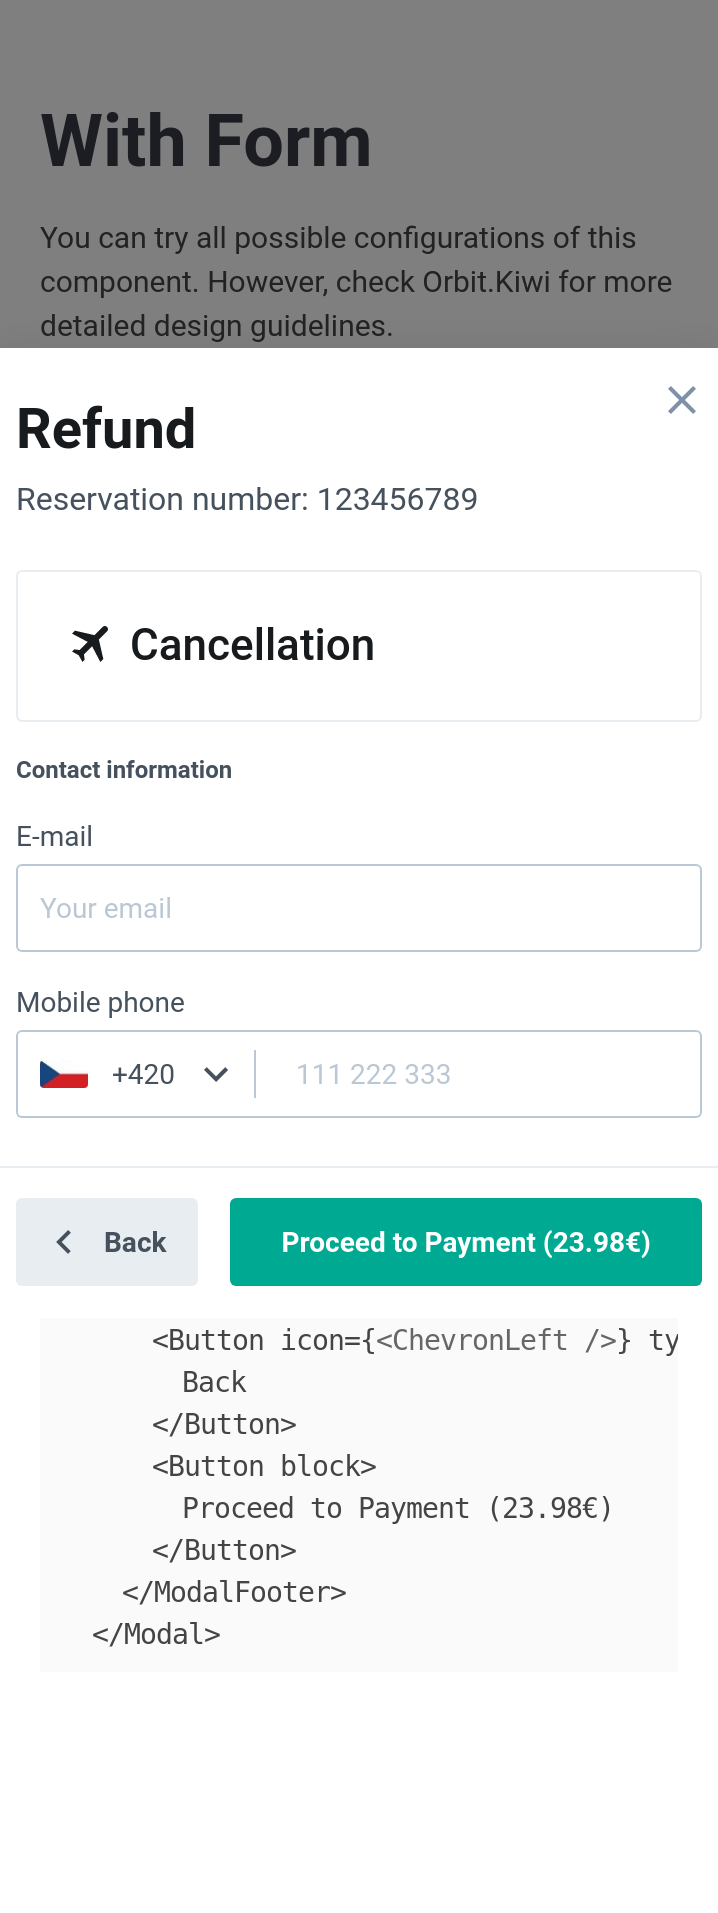 With Form
You can try all possible configurations of this
component. However, check Orbit.Kiwi for more
detailed design guidelines.
Refund
Reservation number: 123456789
Cancellation
Contact information
E-mail
Your email
Mobile phone
+420 111 222 333
Back Proceed to Payment (23.98€)
<Button icon={<ChevronLeft />} ty
Back
</Button>
<Button block>
Proceed to Payment (23.98€)
</Button>
</ModalFooter>
</Modal>